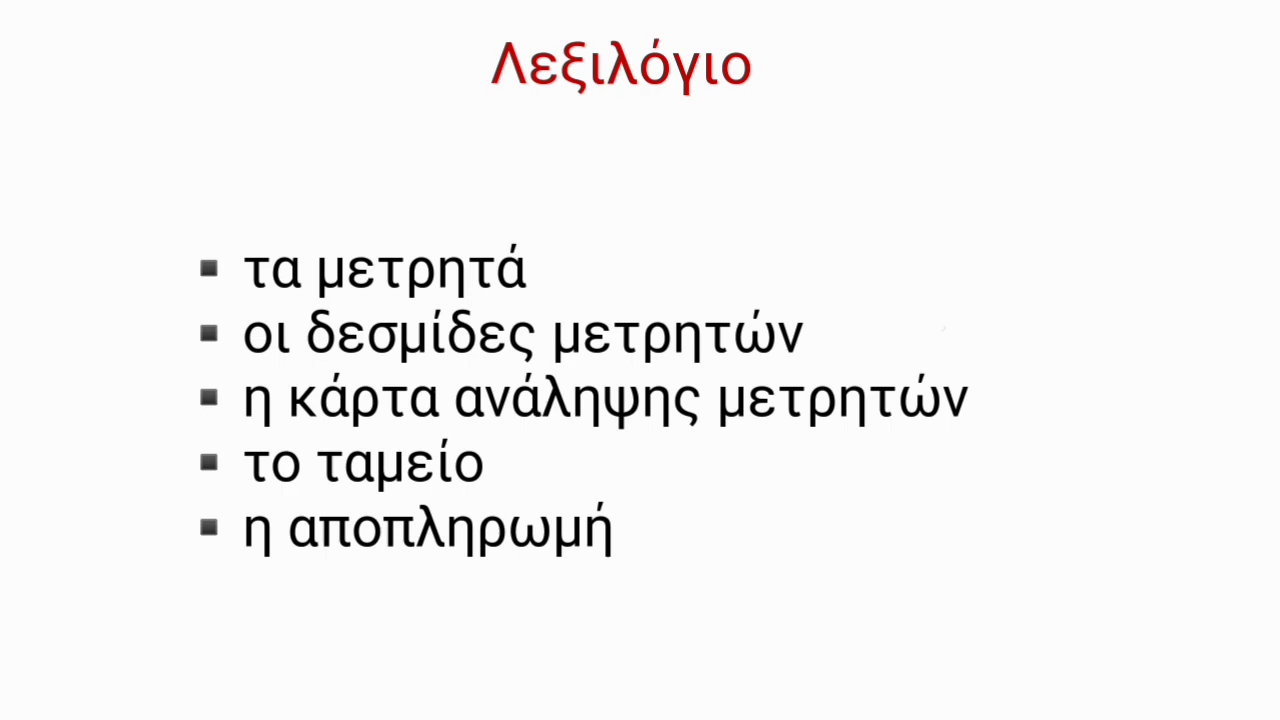 Λεξιλόγιο
▪ τα μετρητά
▪ οι δεσμίδες μετρητών
▪ η κάρτα ανάληψης μετρητών
▪ το ταμείο
▪ η αποπληρωμή